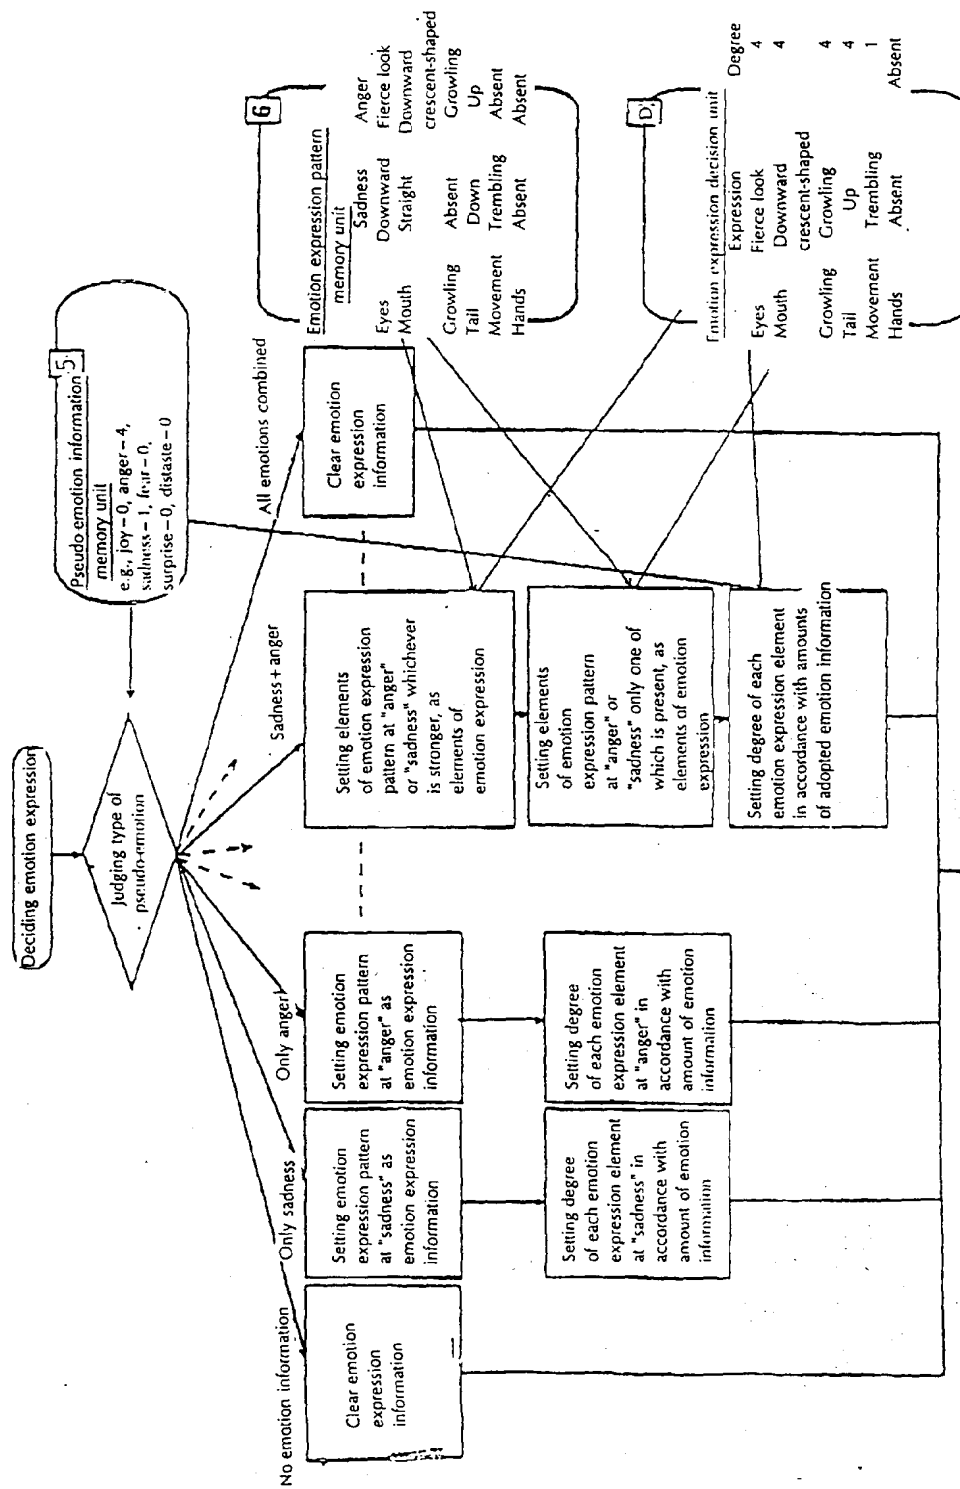 Deciding emotion expression
Judging type of
pseudo-emotion
5
Pseudo-emotion information
memory unit
e.g., joy-0, anger-4,
sadness-1, fear-0,
surprise-0, distaste-0
No emotion information
Only sadness
Only anger
Sadness+anger
All emotions combined
Clear emotion
expression
information
Setting emotion
expression pattern
at "sadness" as
emotion expression
information
Setting emotion
expression pattern
at "anger" as
emotion expression
information
Setting elements
of emotion expression
pattern at "anger"
or "sadness" whichever
is stronger, as
elements of
emotion expression
Clear emotion
expression
information
Setting degree
of each emotion
expression element
at "sadness" in
accordance with
amount of emotion
information
Setting degree
of each emotion
expression element
at "anger" in
accordance with
amount of emotion
information
Setting elements
of emotion
expression pattern
at "anger" or
"sadness" only one of
which is present, as
elements of emotion
expression
Setting degree of each
emotion expression element
in accordance with amounts
of adopted emotion information
6
Emotion expression pattern
memory unit
Sadness Anger
Eyes Downward Fierce look
Mouth Straight Downward
crescent-shaped
Growling Absent Growling
Tail Down Up
Movement Trembling Absent
Hands Absent Absent
D
Emotion expression decision unit
Expression Degree
Eyes Fierce look 4
Mouth Downward 4
crescent-shaped
Growling Growling 4
Tail Up 4
Movement Trembling 1
Hands Absent Absent